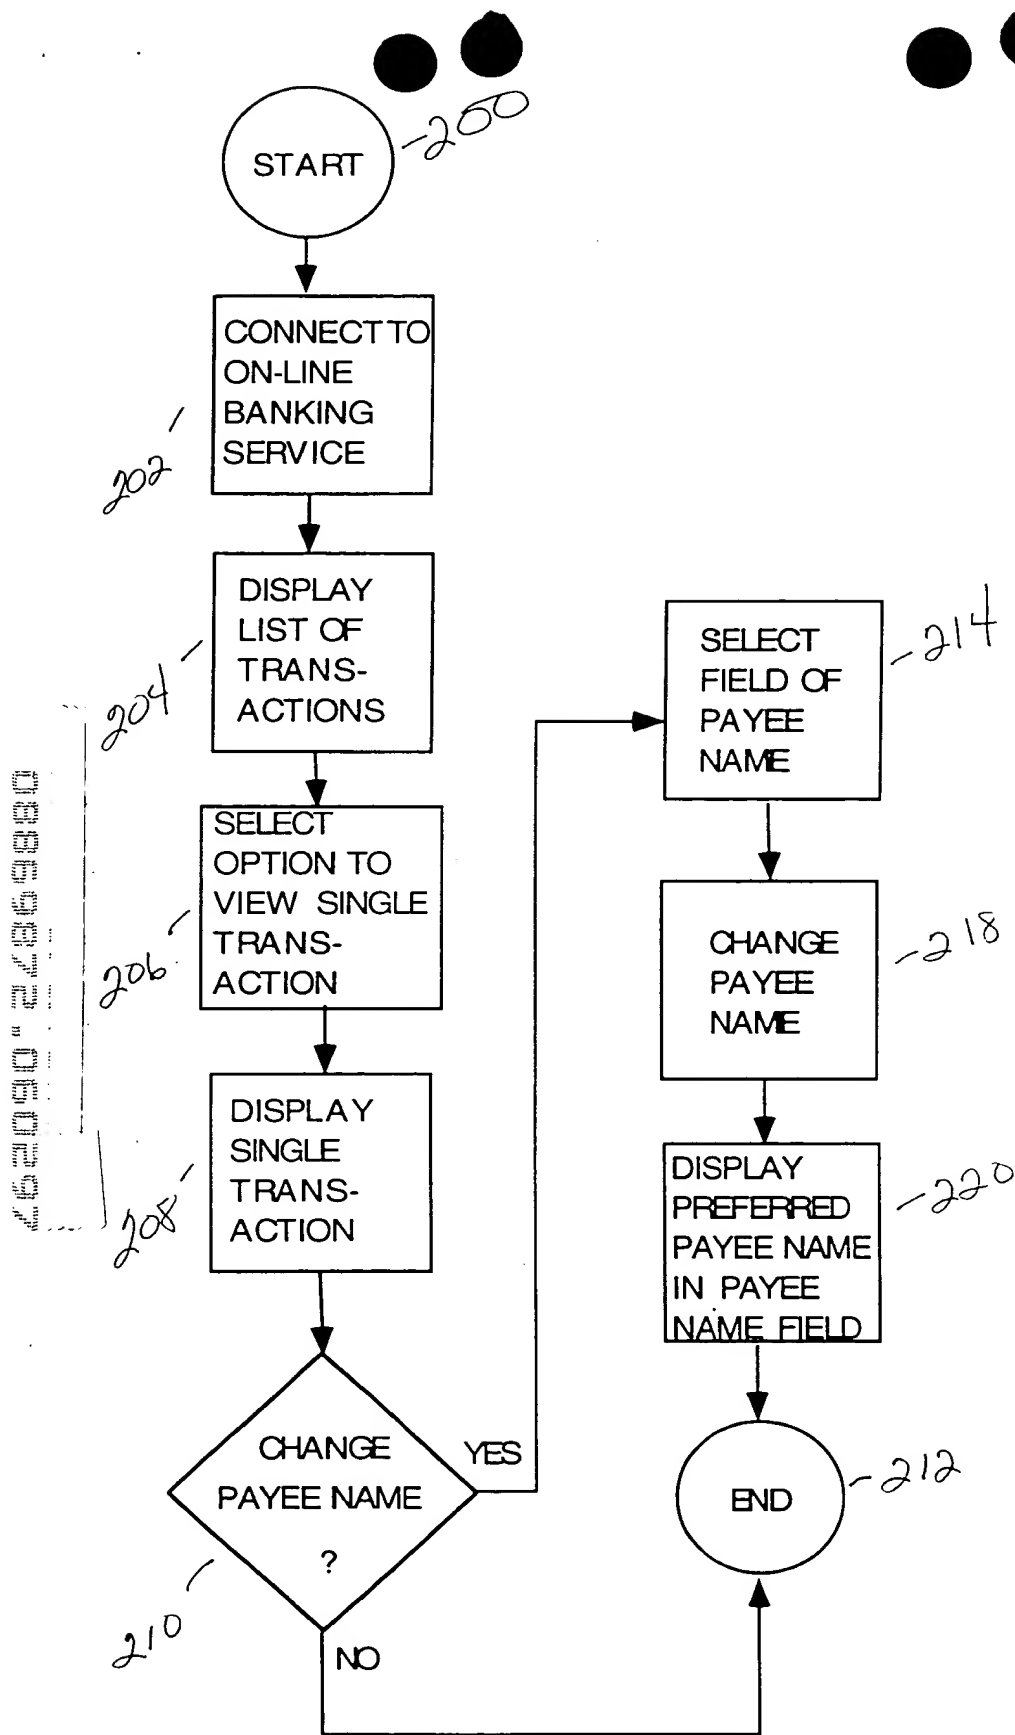 START
-200
CONNECT TO
ON-LINE
BANKING
SERVICE
202
DISPLAY
LIST OF
TRANS-
ACTIONS
204
SELECT
OPTION TO
VIEW SINGLE
TRANS-
ACTION
206
DISPLAY
SINGLE
TRANS-
ACTION
208
CHANGE
PAYEE NAME
?
210
YES
NO
SELECT
FIELD OF
PAYEE
NAME
-214
CHANGE
PAYEE
NAME
-218
DISPLAY
PREFERRED
PAYEE NAME
IN PAYEE
NAME FIELD
-220
END
-212
08869872.060297